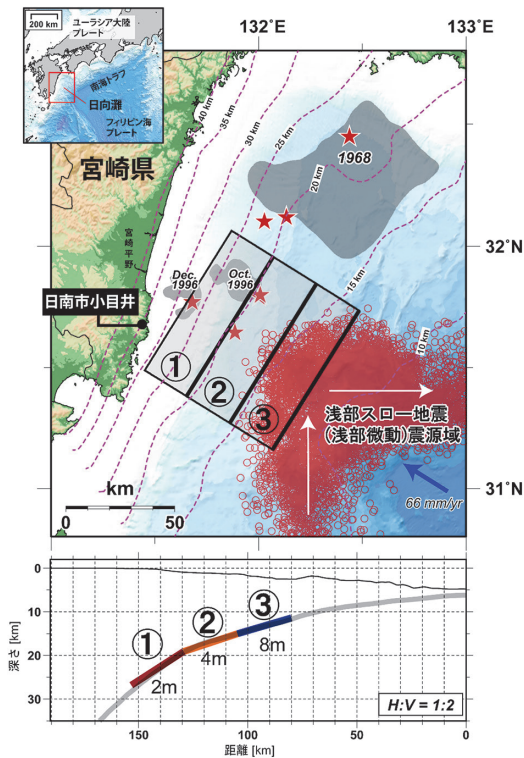 200 km
ユーラシア大陸
プレート
南海トラフ
日向灘
フィリピン海
プレート
132°E
133°E
40 km
35 km
30 km
25 km
20 km
15 km
10 km
宮崎県
1968
宮崎平野
32°N
Dec.
1996
Oct.
1996
日南市小目井
①
②
③
浅部スロー地震
(浅部微動)震源域
66 mm/yr
km
0
50
31°N
0
10
20
30
深さ [km]
①
②
③
2m
4m
8m
H:V = 1:2
150
100
50
0
距離 [km]